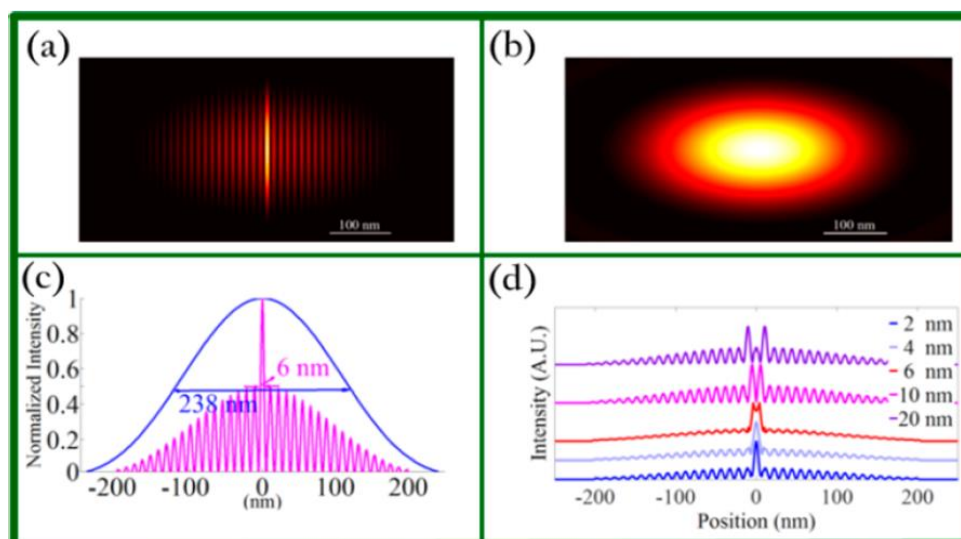 (a)
100 nm
(b)
100 nm
(c)
Normalized Intensity
1
0.8
0.6
0.4
0.2
0
6 nm
238 nm
-200 -100 0 100 200
(nm)
(d)
Intensity (A.U.)
2 nm
4 nm
6 nm
10 nm
20 nm
-200 -100 0 100 200
Position (nm)